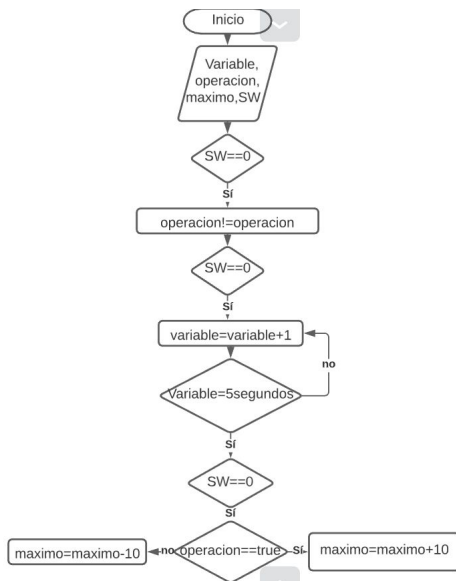 Inicio
Variable,
operacion,
maximo,SW
SW==0
Sí
operacion!=operacion
SW==0
Sí
variable=variable+1
no
Variable=5segundos
Sí
SW==0
Sí
maximo=maximo-10
no
operacion==true
Sí
maximo=maximo+10